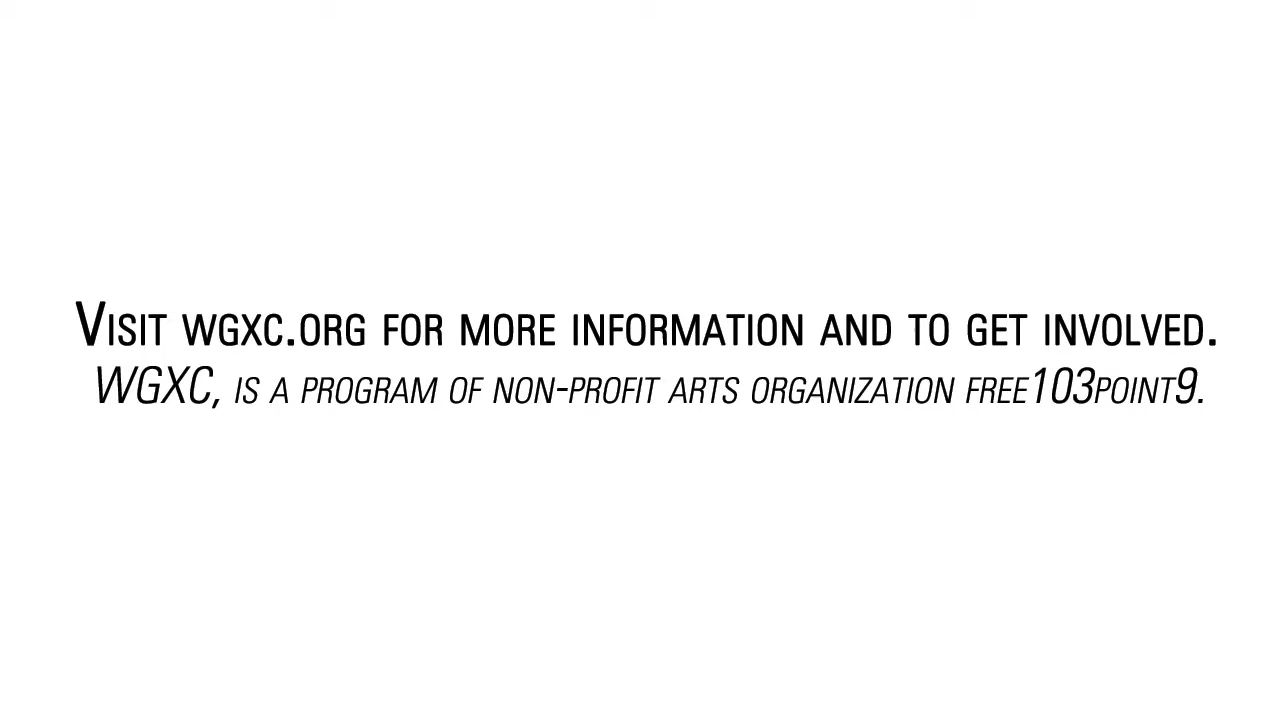 Visit wgxc.org for more information and to get involved.
WGXC, is a program of non-profit arts organization free103point9.